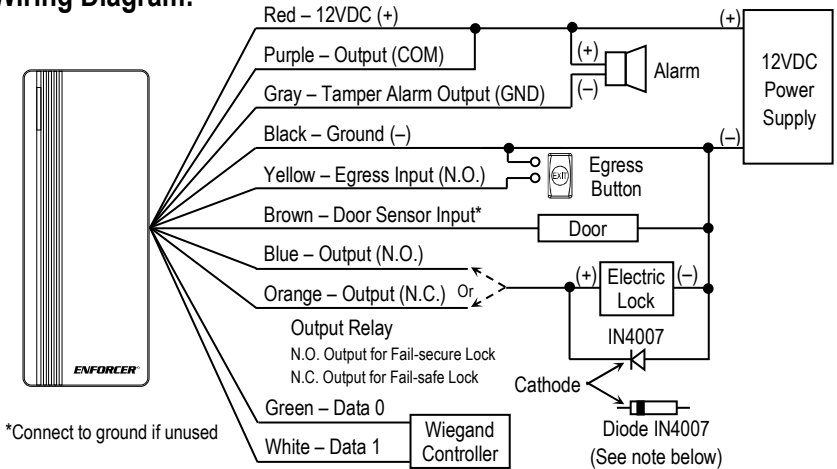 Wiring Diagram:
Red – 12VDC (+)
(+)
Purple – Output (COM)
(+)
Alarm
12VDC
Power
Supply
Gray – Tamper Alarm Output (GND)
(–)
Black – Ground (–)
(–)
Yellow – Egress Input (N.O.)
EXIT
Egress
Button
Brown – Door Sensor Input*
Door
Blue – Output (N.O.)
Orange – Output (N.C.)
Or
(+)
Electric
Lock
(–)
Output Relay
N.O. Output for Fail-secure Lock
N.C. Output for Fail-safe Lock
IN4007
Cathode
ENFORCER®
Green – Data 0
White – Data 1
Wiegand
Controller
Diode IN4007
(See note below)
*Connect to ground if unused